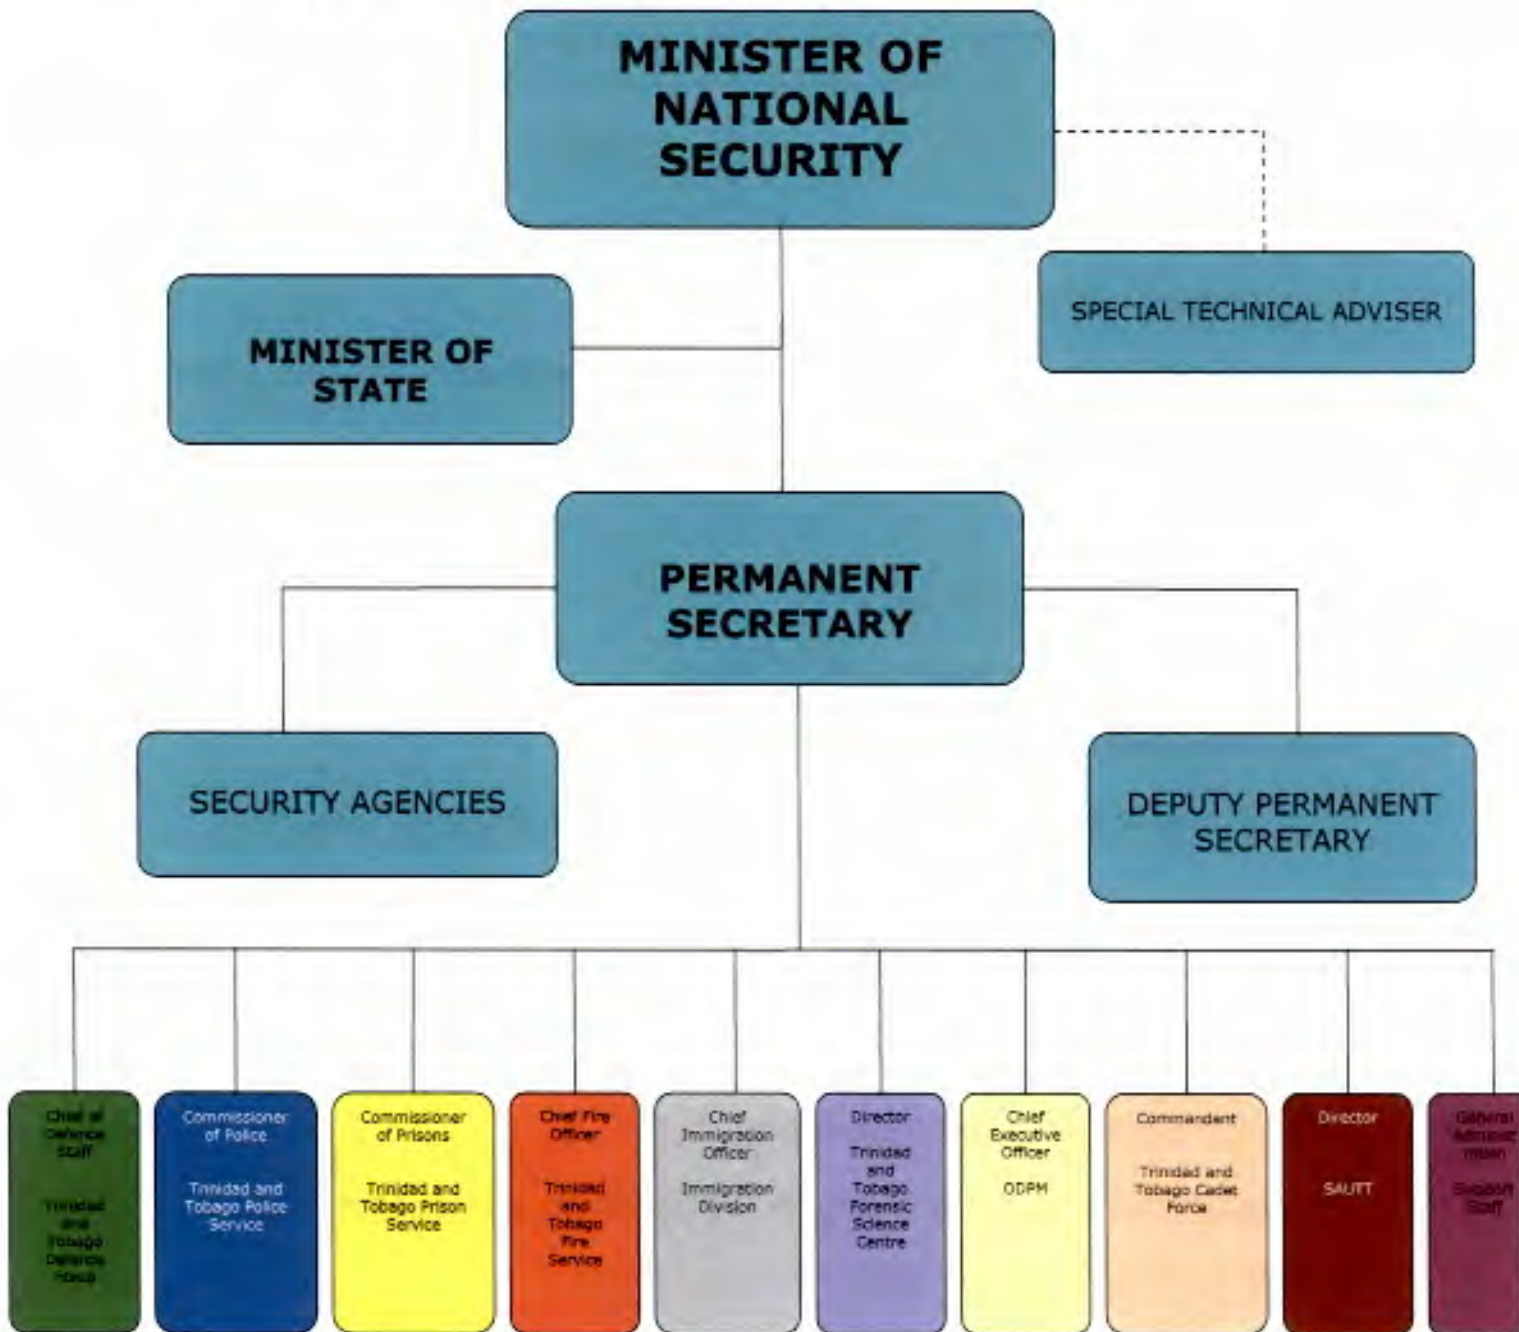 MINISTER OF
NATIONAL
SECURITY
SPECIAL TECHNICAL ADVISER
MINISTER OF
STATE
PERMANENT
SECRETARY
SECURITY AGENCIES
DEPUTY PERMANENT
SECRETARY
Chief of
Defence
Staff
Trinidad
and
Tobago
Defence
Force
Commissioner
of Police
Trinidad and
Tobago Police
Service
Commissioner
of Prisons
Trinidad and
Tobago Prison
Service
Chief Fire
Officer
Trinidad
and
Tobago
Fire
Service
Chief
Immigration
Officer
Immigration
Division
Director
Trinidad
and
Tobago
Forensic
Science
Centre
Chief
Executive
Officer
ODPM
Commandant
Trinidad and
Tobago Cadet
Force
Director
SAUTT
General
Support
Staff